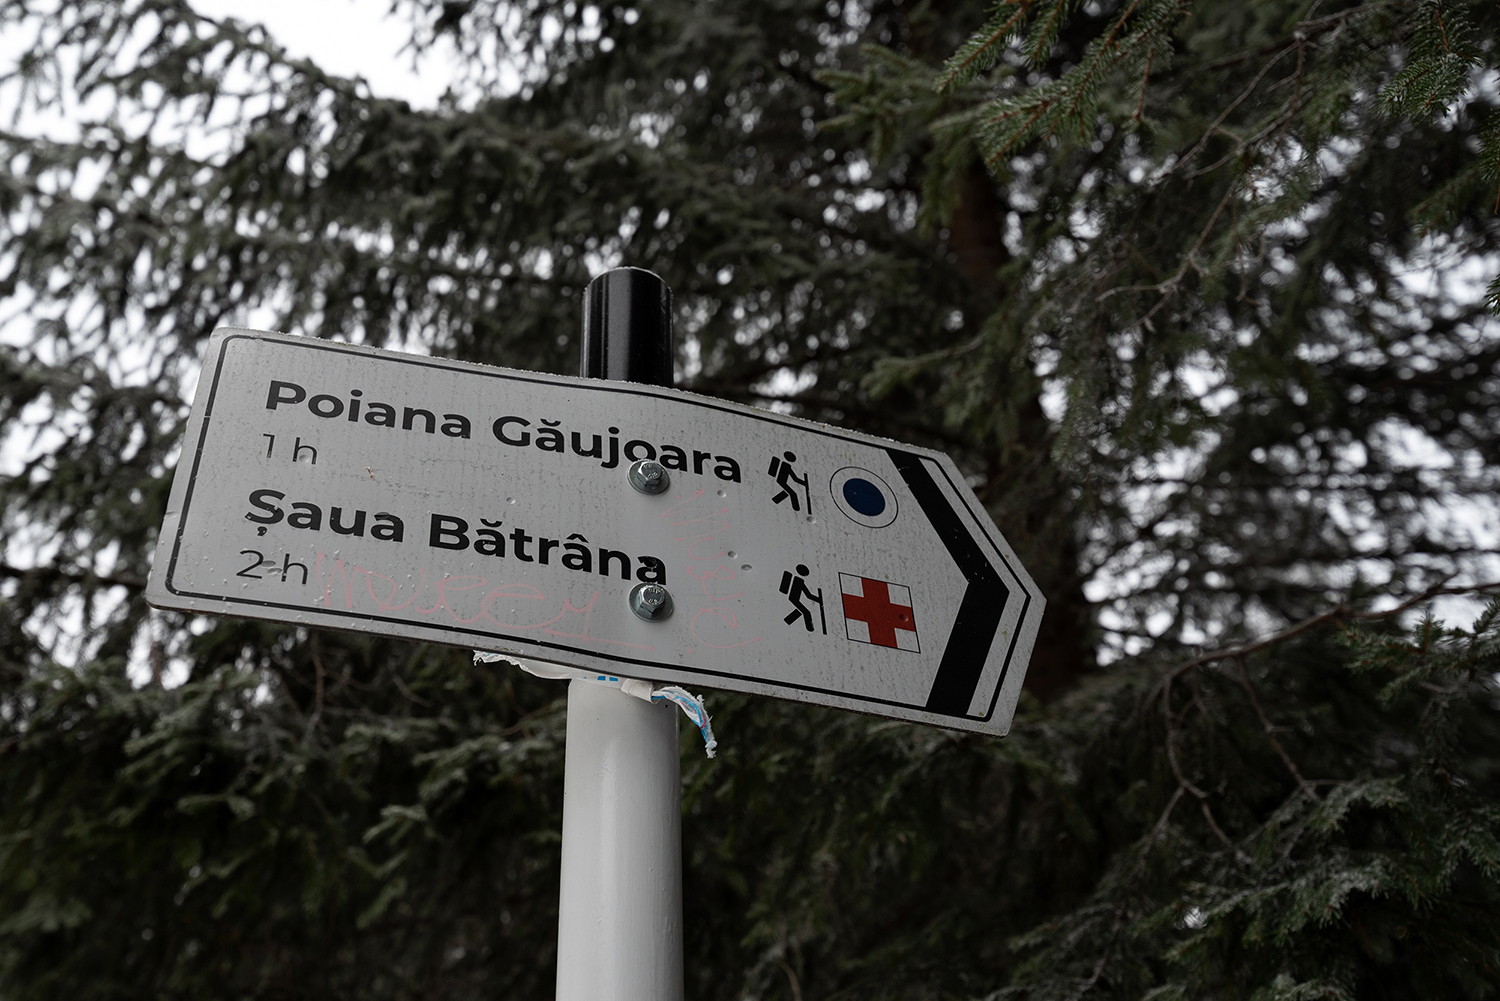 Poiana Găujoara
1 h
Șaua Bătrâna
2 h